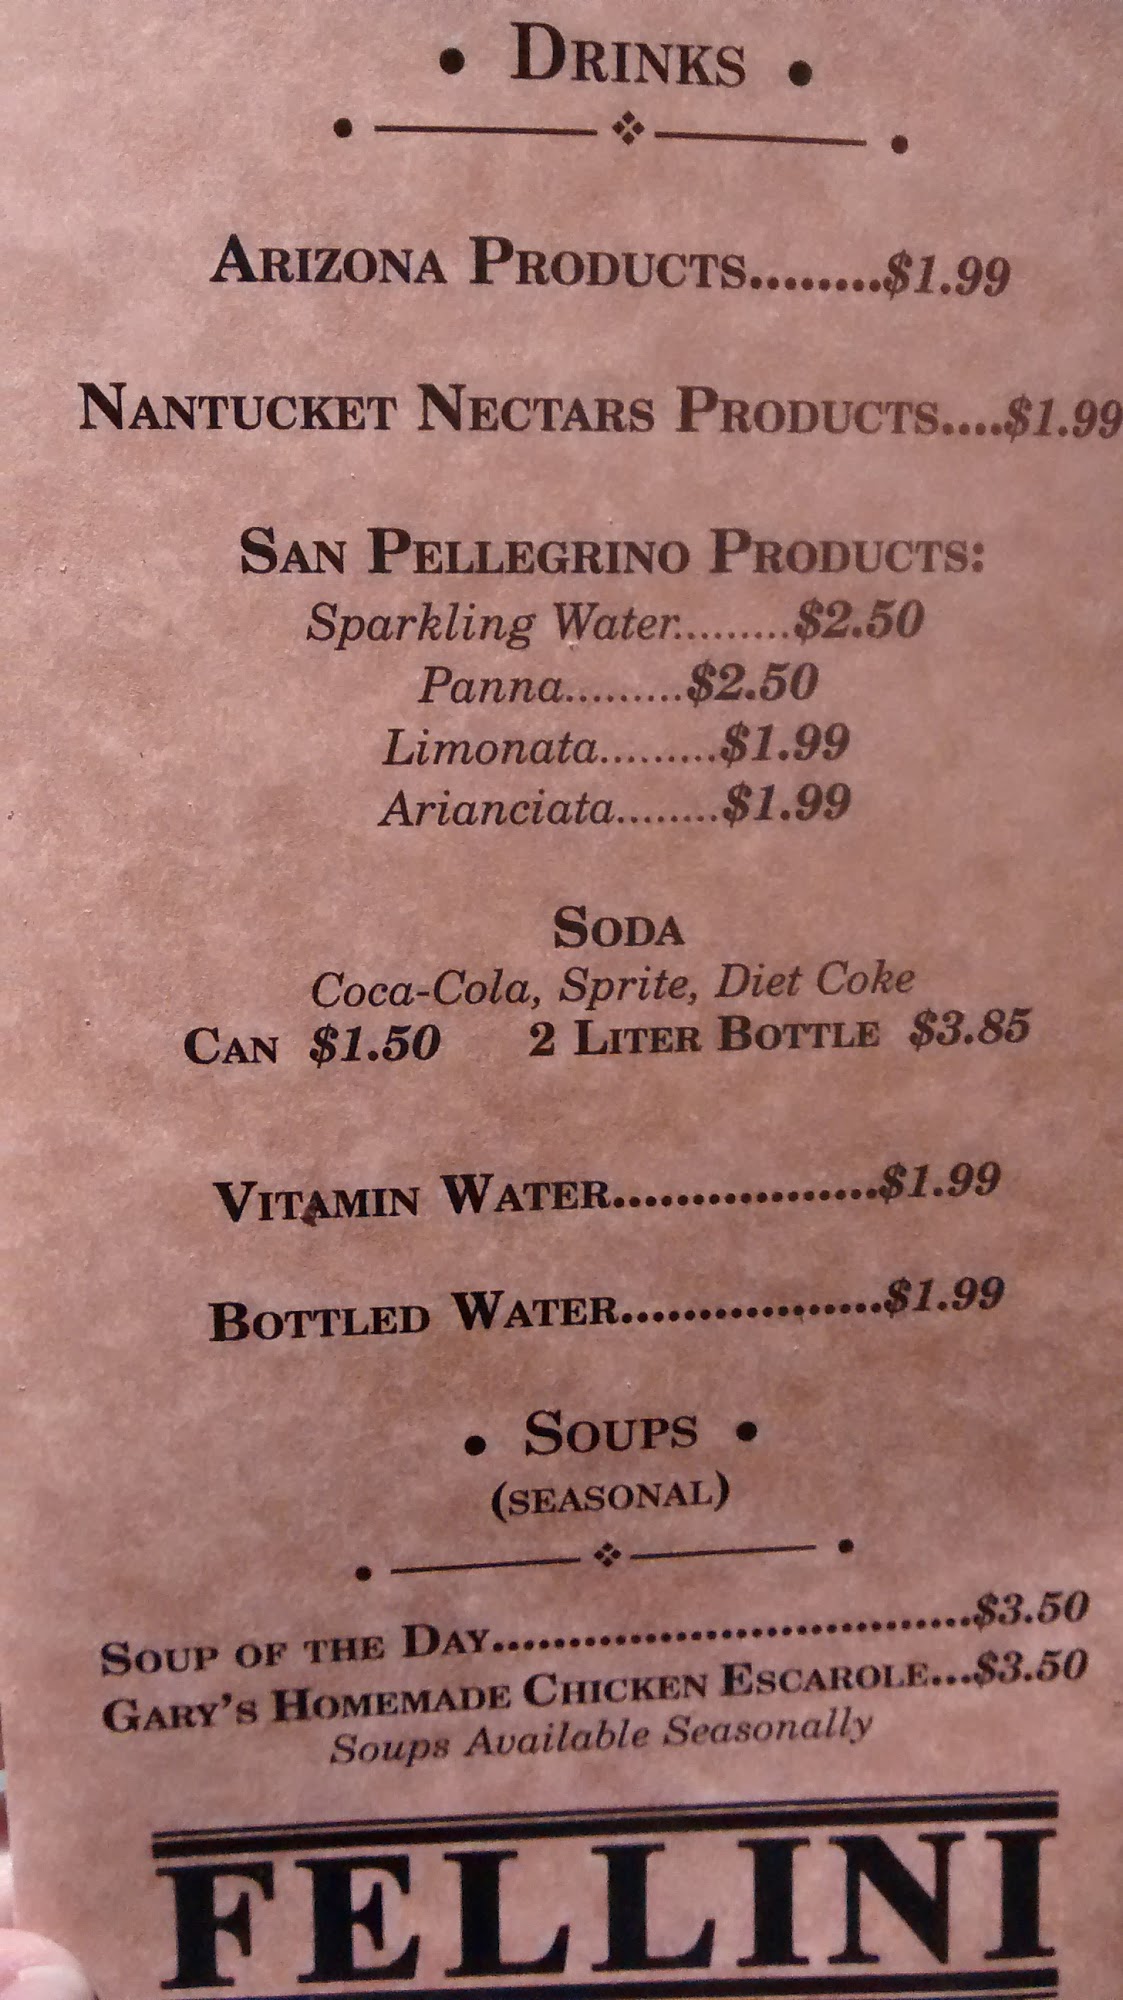 • Drinks •
Arizona Products.........$1.99
Nantucket Nectars Products....$1.99
San Pellegrino Products:
Sparkling Water.........$2.50
Panna.........$2.50
Limonata.........$1.99
Arianciata........$1.99
Soda
Coca-Cola, Sprite, Diet Coke
Can $1.50 2 Liter Bottle $3.85
Vitamin Water.................$1.99
Bottled Water.................$1.99
• Soups •
(seasonal)
Soup of the Day................................$3.50
Gary's Homemade Chicken Escarole...$3.50
Soups Available Seasonally
FELLINI